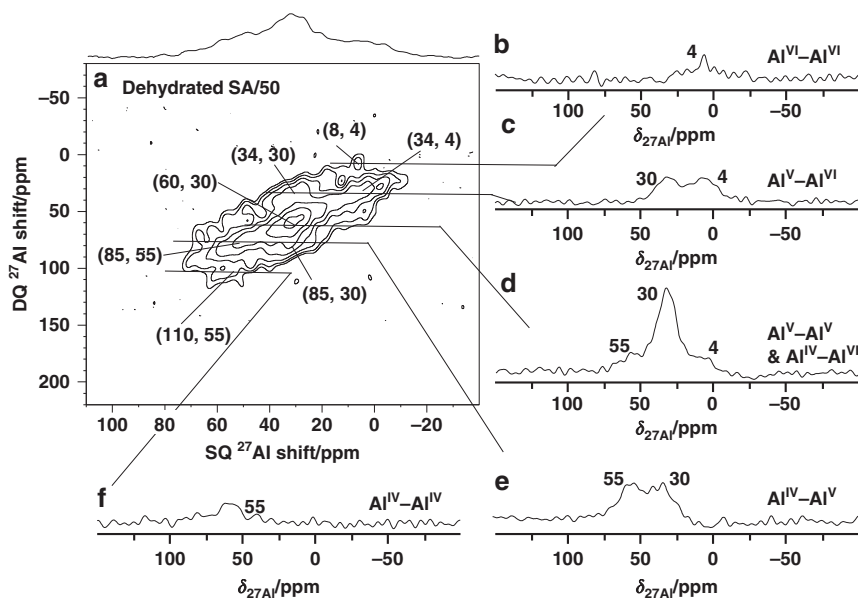 a
Dehydrated SA/50
DQ ²⁷Al shift/ppm
–50
0
50
100
150
200
(8, 4)
(34, 30)
(34, 4)
(60, 30)
(85, 55)
(85, 30)
(110, 55)
100 80 60 40 20 0 –20
SQ ²⁷Al shift/ppm
b
4
Alⱽᴵ–Alⱽᴵ
100 50 0 –50
δ₂₇Al/ppm
c
30
4
Alⱽ–Alⱽᴵ
100 50 0 –50
δ₂₇Al/ppm
d
30
55
4
Alⱽ–Alⱽ
& Alᴵⱽ–Alⱽᴵ
100 50 0 –50
δ₂₇Al/ppm
e
55
30
Alᴵⱽ–Alⱽ
100 50 0 –50
δ₂₇Al/ppm
f
55
Alᴵⱽ–Alᴵⱽ
100 50 0 –50
δ₂₇Al/ppm